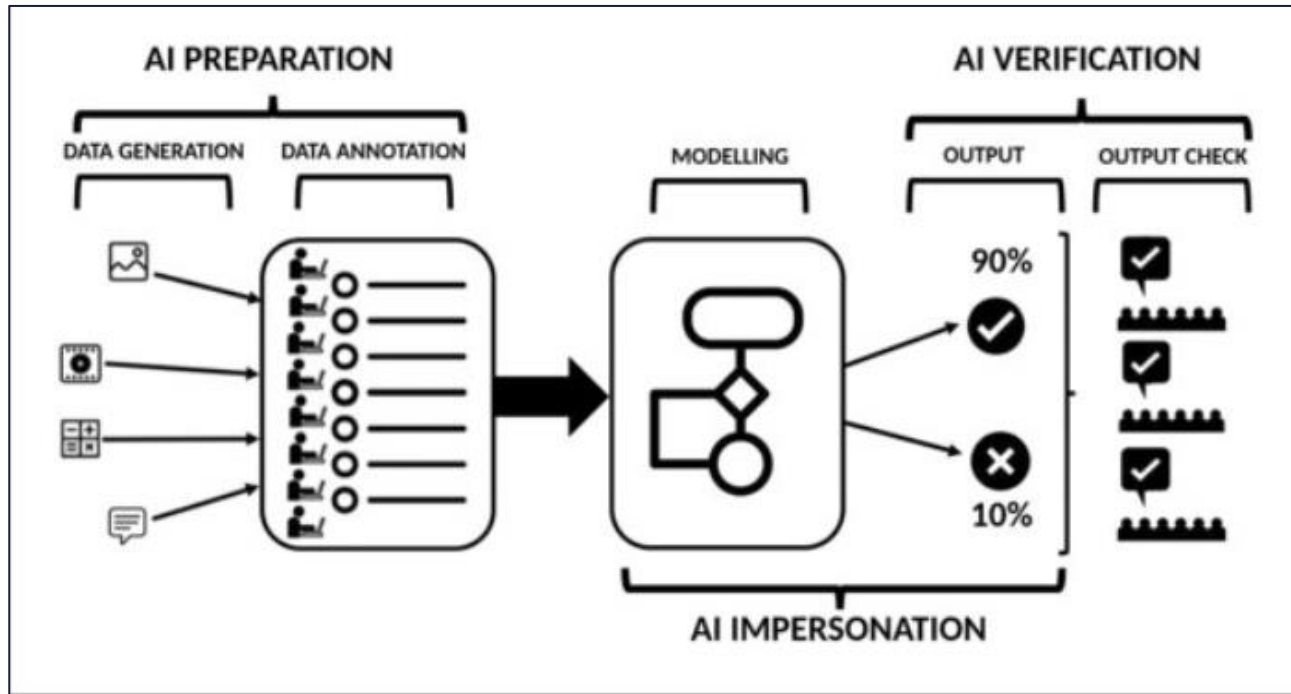 AI PREPARATION
AI VERIFICATION
DATA GENERATION
DATA ANNOTATION
MODELLING
OUTPUT
OUTPUT CHECK
90%
10%
AI IMPERSONATION